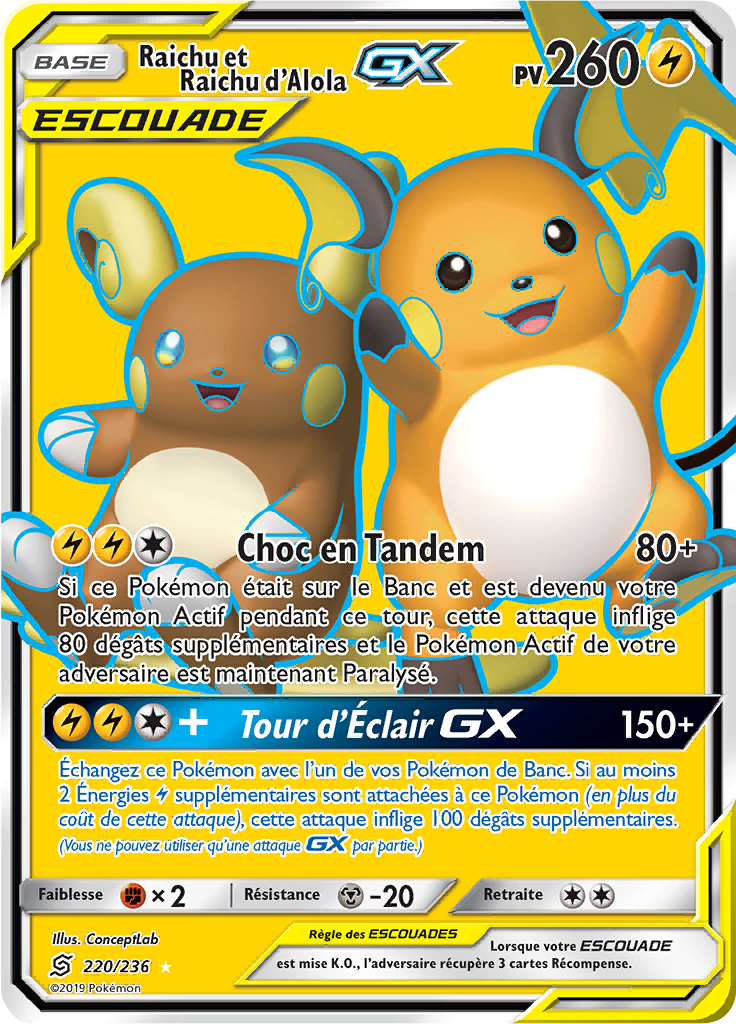 BASE
Raichu et
Raichu d'Alola GX
PV 260
ESCOUADE
Choc en Tandem 80+
Si ce Pokémon était sur le Banc et est devenu votre
Pokémon Actif pendant ce tour, cette attaque inflige
80 dégâts supplémentaires et le Pokémon Actif de votre
adversaire est maintenant Paralysé.
+ Tour d'Éclair GX 150+
Échangez ce Pokémon avec l'un de vos Pokémon de Banc. Si au moins
2 Énergies supplémentaires sont attachées à ce Pokémon (en plus du
coût de cette attaque), cette attaque inflige 100 dégâts supplémentaires.
(Vous ne pouvez utiliser qu'une attaque GX par partie.)
Faiblesse ×2 Résistance -20 Retraite
Illus. ConceptLab
220/236
©2019 Pokémon
Règle des ESCOUADES
Lorsque votre ESCOUADE
est mise K.O., l'adversaire récupère 3 cartes Récompense.